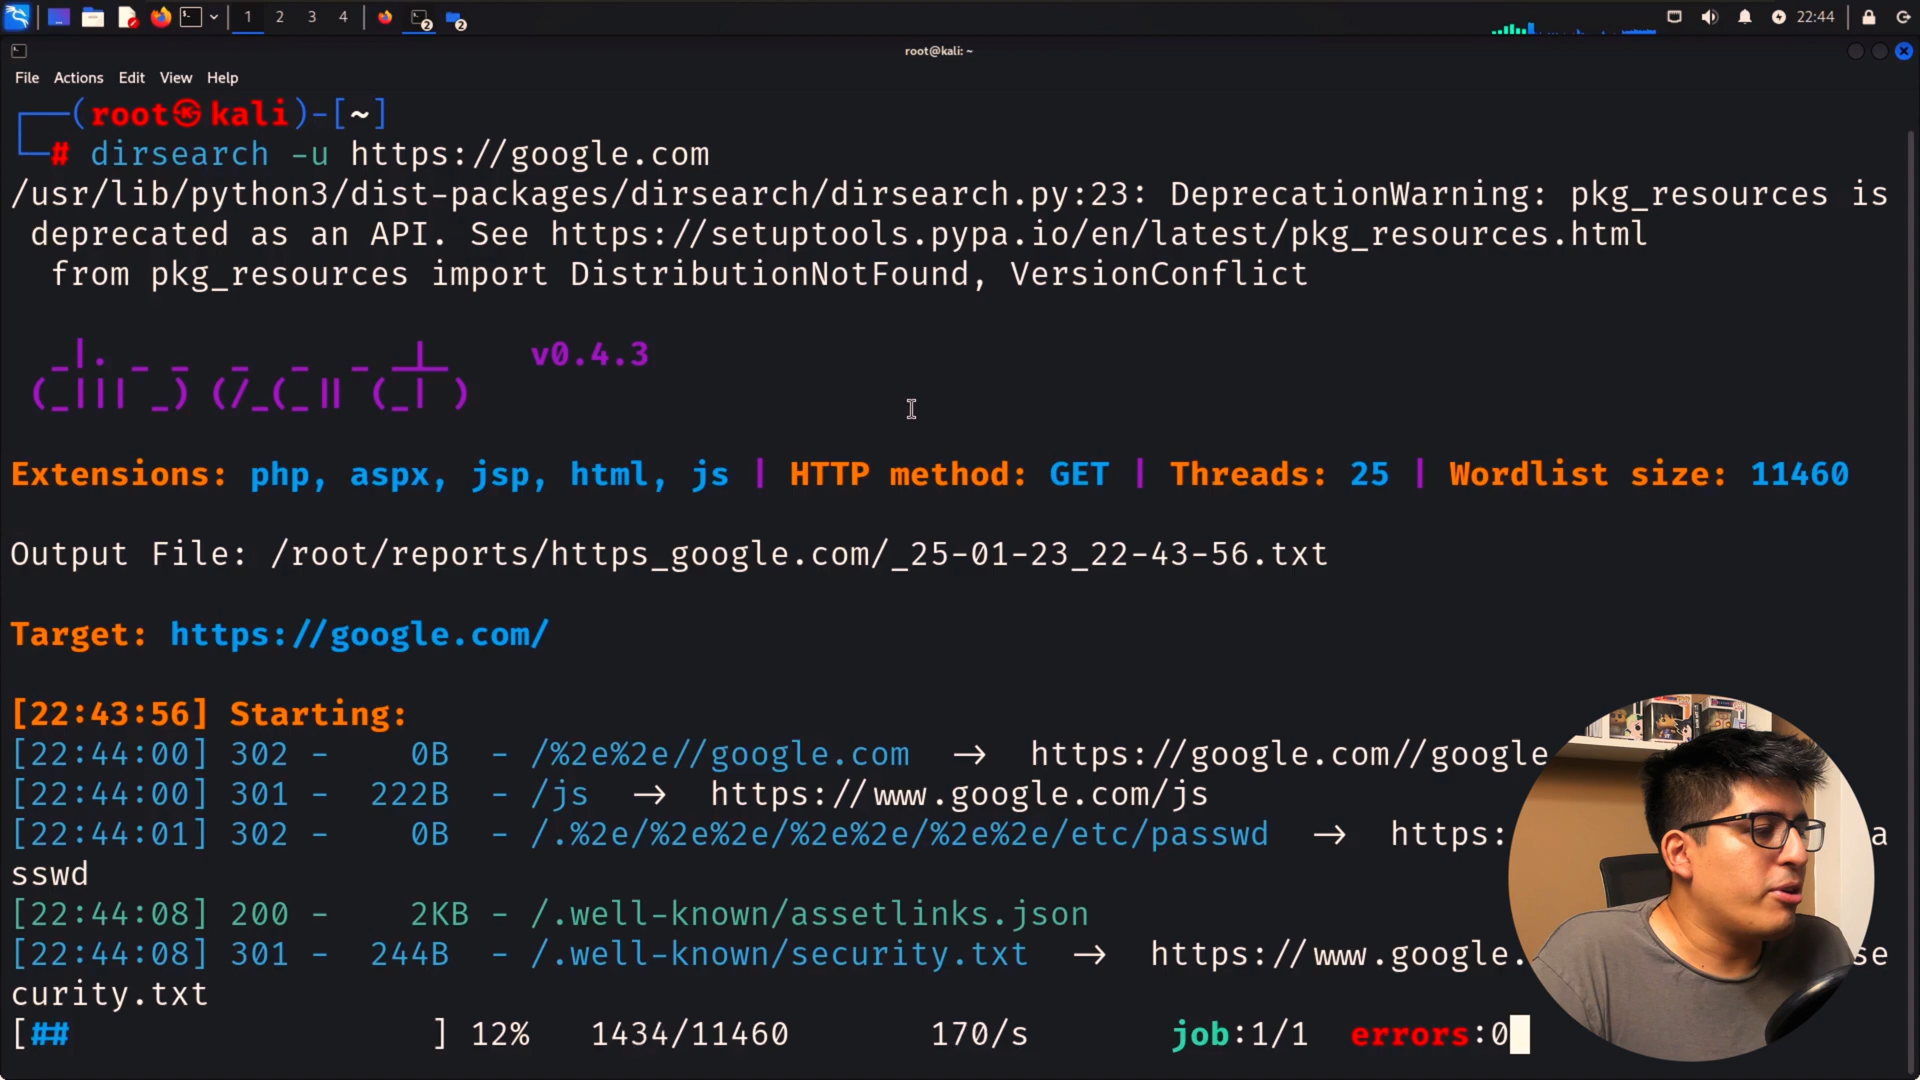 1 2 3 4 2 2 22:44
root@kali: ~
File Actions Edit View Help
(root㉿kali)-[~]
# dirsearch -u https://google.com
/usr/lib/python3/dist-packages/dirsearch/dirsearch.py:23: DeprecationWarning: pkg_resources is
deprecated as an API. See https://setuptools.pypa.io/en/latest/pkg_resources.html
from pkg_resources import DistributionNotFound, VersionConflict
v0.4.3
Extensions: php, aspx, jsp, html, js | HTTP method: GET | Threads: 25 | Wordlist size: 11460
Output File: /root/reports/https_google.com/_25-01-23_22-43-56.txt
Target: https://google.com/
[22:43:56] Starting:
[22:44:00] 302 - 0B - /%2e%2e//google.com → https://google.com//google
[22:44:00] 301 - 222B - /js → https://www.google.com/js
[22:44:01] 302 - 0B - /.%2e/%2e%2e/%2e%2e/%2e%2e/etc/passwd → https: a
sswd
[22:44:08] 200 - 2KB - /.well-known/assetlinks.json
[22:44:08] 301 - 244B - /.well-known/security.txt → https://www.google. se
curity.txt
[## ] 12% 1434/11460 170/s job:1/1 errors:0